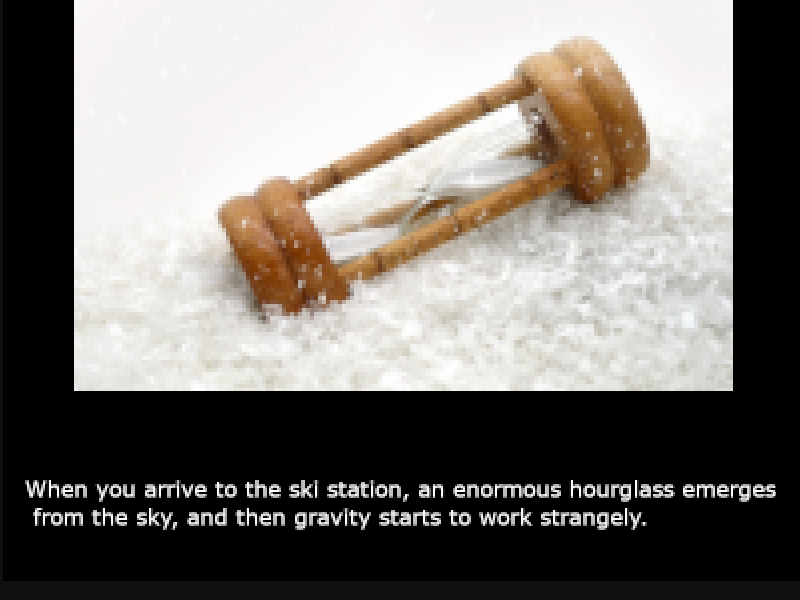 When you arrive to the ski station, an enormous hourglass emerges
from the sky, and then gravity starts to work strangely.